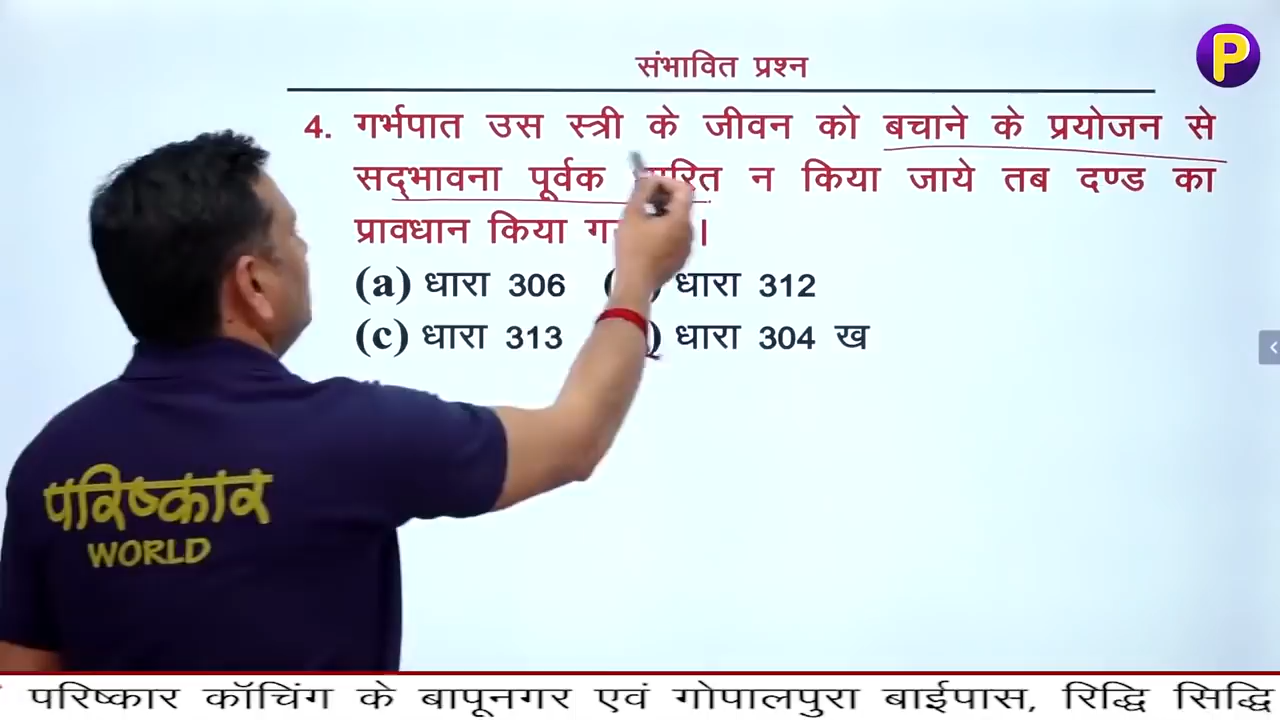 संभावित प्रश्न
P
4. गर्भपात उस स्त्री के जीवन को बचाने के प्रयोजन से
सद्भावना पूर्वक न किया जाये तब दण्ड का
प्रावधान किया
(a) धारा 306 धारा 312
(c) धारा 313 धारा 304 ख
परिष्कार
WORLD
परिष्कार कॉचिंग के बापूनगर एवं गोपालपुरा बाईपास, रिद्धि सिद्धि